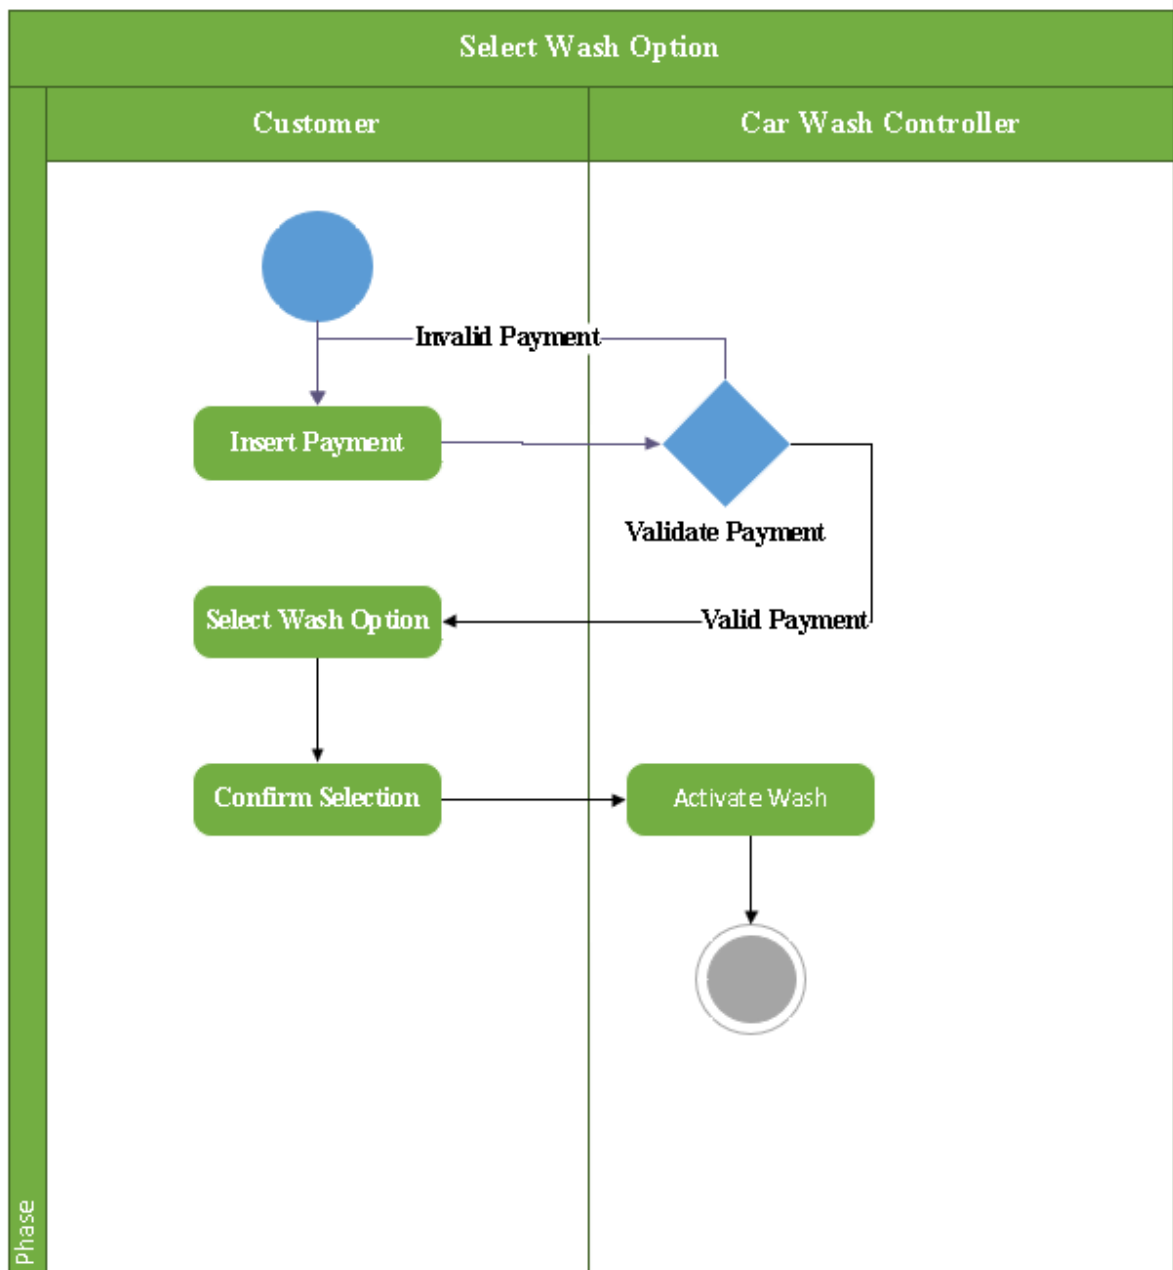 Select Wash Option
Customer
Car Wash Controller
Invalid Payment
Insert Payment
Validate Payment
Select Wash Option
Valid Payment
Confirm Selection
Activate Wash
Phase